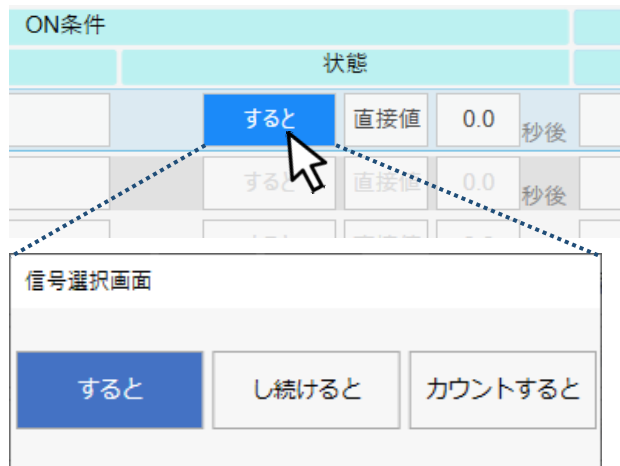 ON条件
状態
すると 直接値 0.0 秒後
すると 直接値 0.0 秒後
信号選択画面
すると し続けると カウントすると